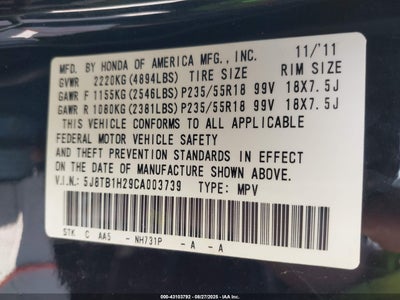 MFD. BY HONDA OF AMERICA MFG., INC. 11/'11
GVWR 2220KG (4894LBS) TIRE SIZE RIM SIZE
GAWR F 1155KG (2546LBS) P235/55R18 99V 18X7.5J
GAWR R 1080KG (2381LBS) P235/55R18 99V 18X7.5J
THIS VEHICLE CONFORMS TO ALL APPLICABLE
FEDERAL MOTOR VEHICLE SAFETY
AND THEFT PREVENTION STANDARDS IN EFFECT
ON THE DATE OF MANUFACTURE SHOWN ABOVE.
V.I.N.: 5J8TB1H29CA003739 TYPE: MPV
STK C AA5 - NH731P - A - A
000-43103792 - 08/27/2025 - IAA, Inc.